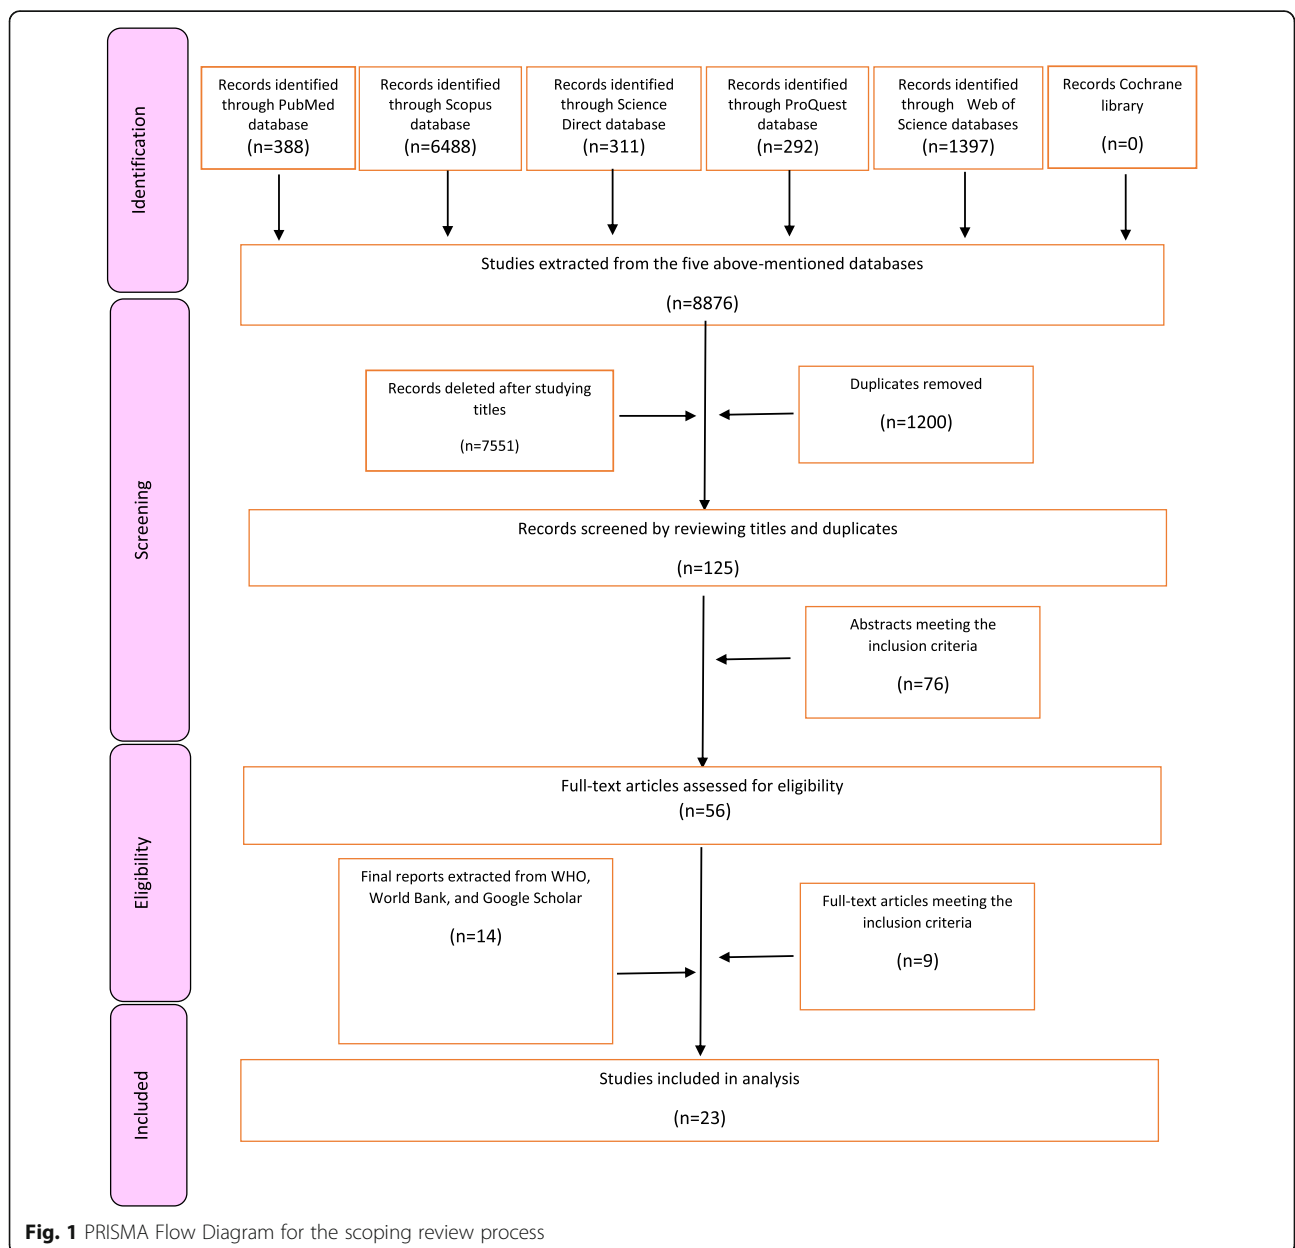 Identification
Records identified
through PubMed
database
(n=388)
Records identified
through Scopus
database
(n=6488)
Records identified
through Science
Direct database
(n=311)
Records identified
through ProQuest
database
(n=292)
Records identified
through Web of
Science databases
(n=1397)
Records Cochrane
library
(n=0)
Studies extracted from the five above-mentioned databases
(n=8876)
Screening
Records deleted after studying
titles
(n=7551)
Duplicates removed
(n=1200)
Records screened by reviewing titles and duplicates
(n=125)
Abstracts meeting the
inclusion criteria
(n=76)
Eligibility
Full-text articles assessed for eligibility
(n=56)
Final reports extracted from WHO,
World Bank, and Google Scholar
(n=14)
Full-text articles meeting the
inclusion criteria
(n=9)
Included
Studies included in analysis
(n=23)
Fig. 1 PRISMA Flow Diagram for the scoping review process